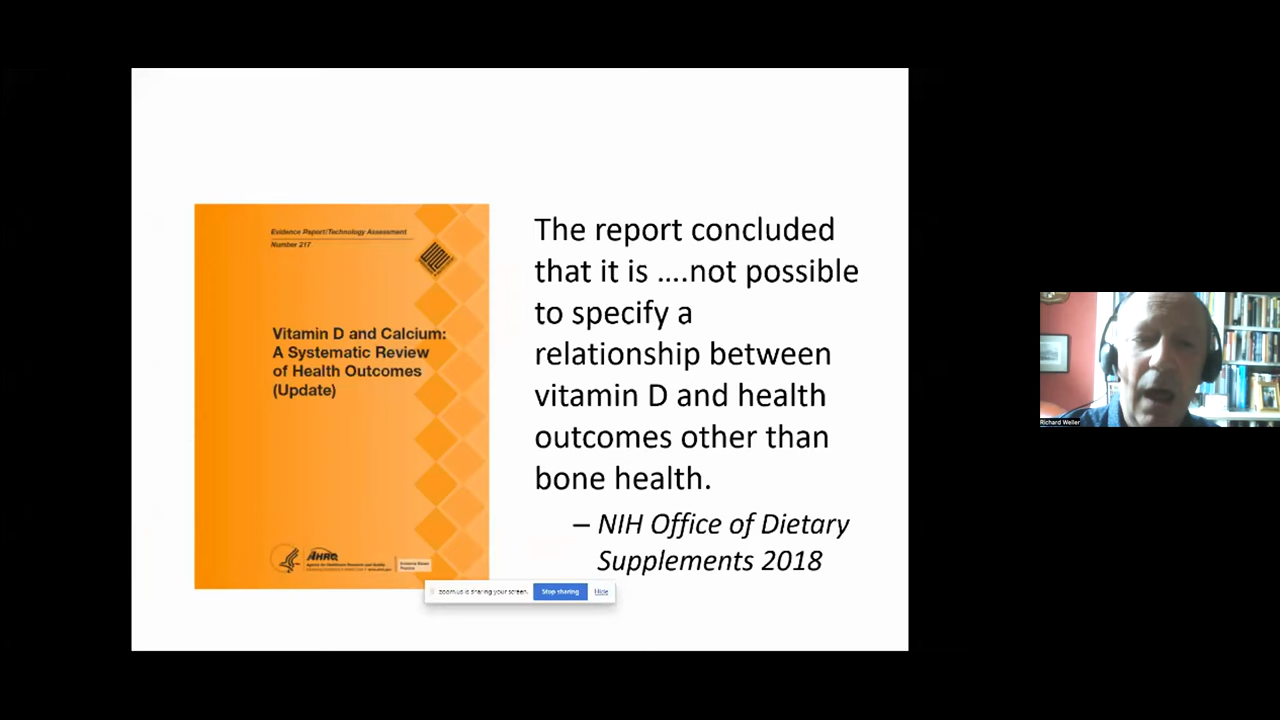 Evidence Report/Technology Assessment
Number 217
Vitamin D and Calcium:
A Systematic Review
of Health Outcomes
(Update)
AHRQ
Agency for Healthcare Research and Quality
Evidence-Based
Practice
The report concluded
that it is ....not possible
to specify a
relationship between
vitamin D and health
outcomes other than
bone health.
– NIH Office of Dietary
Supplements 2018
zoom.us is sharing your screen.
Stop sharing
Hide
Richard Weller